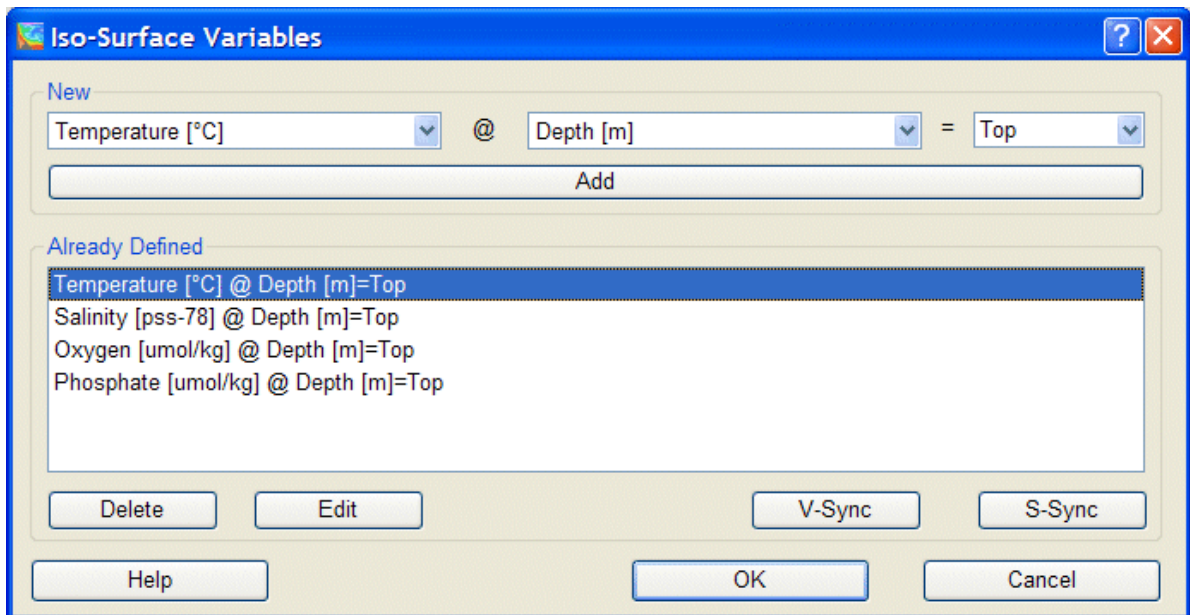 Iso-Surface Variables
New
Temperature [°C] @ Depth [m] = Top
Add
Already Defined
Temperature [°C] @ Depth [m]=Top
Salinity [pss-78] @ Depth [m]=Top
Oxygen [umol/kg] @ Depth [m]=Top
Phosphate [umol/kg] @ Depth [m]=Top
Delete Edit V-Sync S-Sync
Help OK Cancel